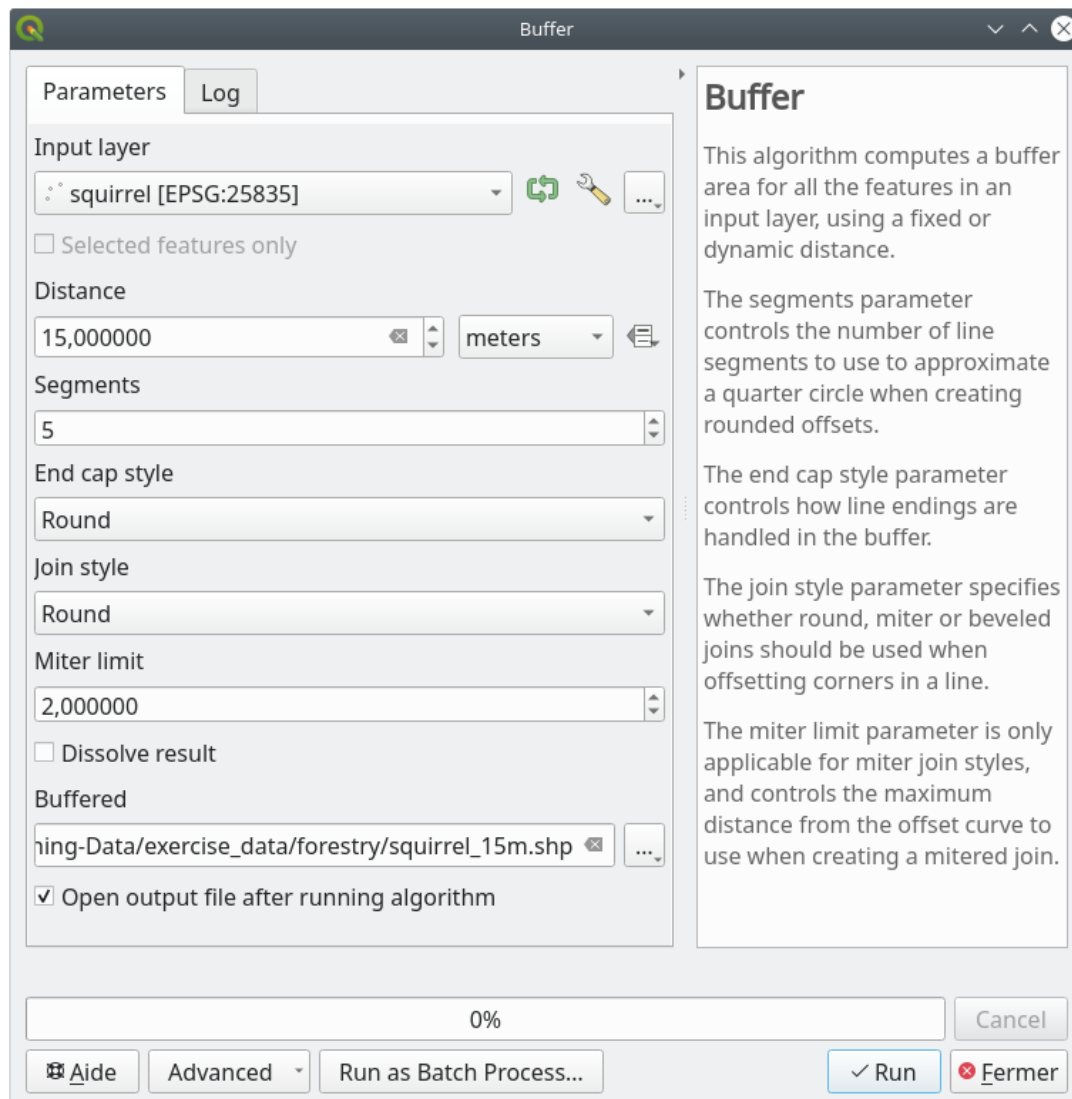 Buffer
Parameters
Log
Input layer
squirrel [EPSG:25835]
...
Selected features only
Distance
15,000000
meters
Segments
5
End cap style
Round
Join style
Round
Miter limit
2,000000
Dissolve result
Buffered
ning-Data/exercise_data/forestry/squirrel_15m.shp
...
Open output file after running algorithm
Buffer
This algorithm computes a buffer
area for all the features in an
input layer, using a fixed or
dynamic distance.
The segments parameter
controls the number of line
segments to use to approximate
a quarter circle when creating
rounded offsets.
The end cap style parameter
controls how line endings are
handled in the buffer.
The join style parameter specifies
whether round, miter or beveled
joins should be used when
offsetting corners in a line.
The miter limit parameter is only
applicable for miter join styles,
and controls the maximum
distance from the offset curve to
use when creating a mitered join.
0%
Cancel
Aide
Advanced
Run as Batch Process...
Run
Fermer